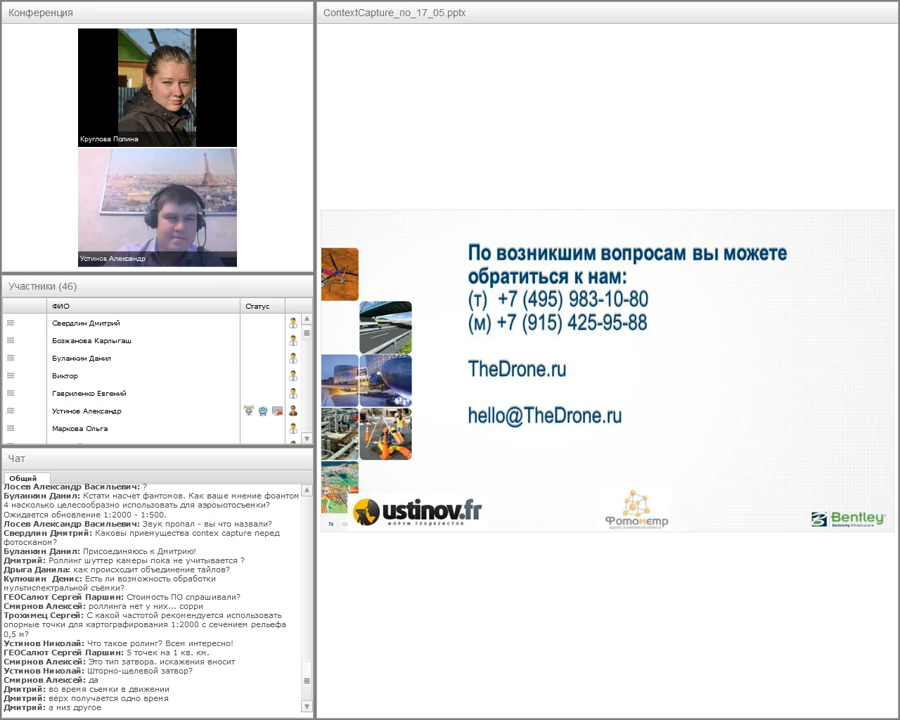 Конференция
Круглова Полина
Устинов Александр
Участники (46)
ФИО
Статус
Свердлин Дмитрий
Божанова Карлыгаш
Буланкин Данил
Виктор
Гавриленко Евгений
Устинов Александр
Маркова Ольга
Чат
Общий
Лосев Александр Васильевич: ?
Буланкин Данил: Кстати насчет фантомов. Как ваше мнение фоантом
4 насколько целесообразно использовать для аэроыотосъемки?
Ожидается обновление 1:2000 - 1:500.
Лосев Александр Васильевич: Звук пропал - вы что назвали?
Свердлин Дмитрий: Каковы приемущества contex capture перед
фотосканом?
Буланкин Данил: Присоединяюсь к Дмитрию!
Дмитрий: Роллинг шуттер камеры пока не учитывается ?
Дрыга Данила: как происходит объединение тайлов?
Кулюшин Денис: Есть ли возможность обработки
мультиспектральной съёмки?
ГЕОСалют Сергей Паршин: Стоимость ПО спрашивали?
Смирнов Алексей: роллинга нет у них... сорри
Трохимец Сергей: С какой частотой рекомендуется использовать
опорные точки для картографирования 1:2000 с сечением рельефа
0,5 м?
Устинов Николай: Что такое ролинг? Всем интересно!
ГЕОСалют Сергей Паршин: 5 точек на 1 кв. км.
Смирнов Алексей: Это тип затвора. искажения вносит
Устинов Николай: Шторно-щелевой затвор?
Смирнов Алексей: да
Дмитрий: во время сьемки в движении
Дмитрий: верх получается одно время
Дмитрий: а низ другое
ContextCapture_по_17_05.pptx
По возникшим вопросам вы можете
обратиться к нам:
(т) +7 (495) 983-10-80
(м) +7 (915) 425-95-88
TheDrone.ru
hello@TheDrone.ru
ustinov.fr
ФОРУМ ГЕОДЕЗИСТОВ
Фотометр
Bentley